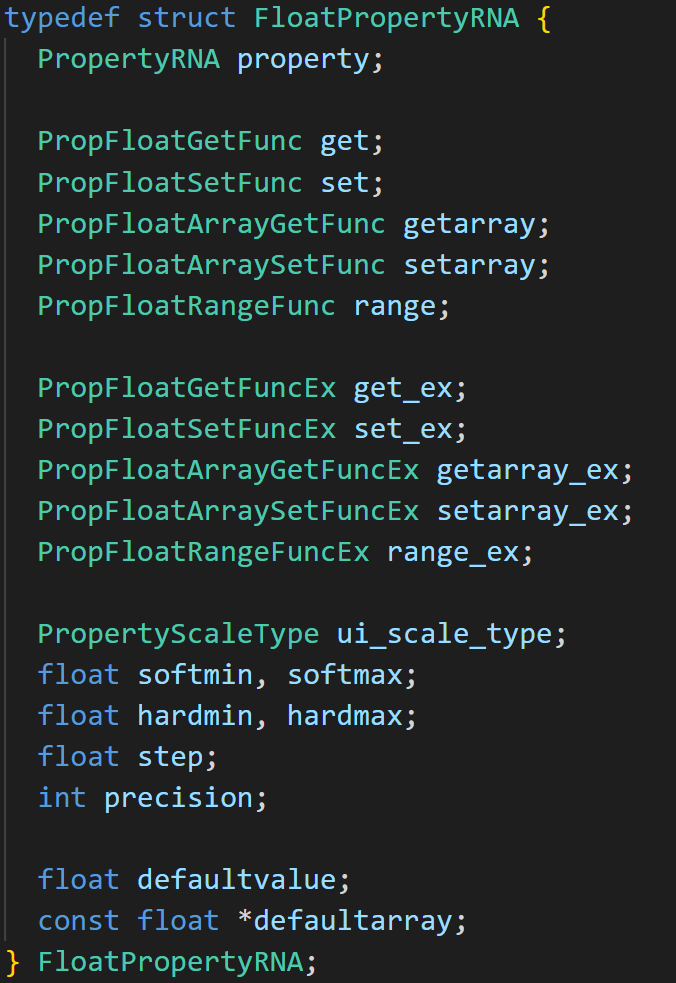 typedef struct FloatPropertyRNA {
PropertyRNA property;
PropFloatGetFunc get;
PropFloatSetFunc set;
PropFloatArrayGetFunc getarray;
PropFloatArraySetFunc setarray;
PropFloatRangeFunc range;
PropFloatGetFuncEx get_ex;
PropFloatSetFuncEx set_ex;
PropFloatArrayGetFuncEx getarray_ex;
PropFloatArraySetFuncEx setarray_ex;
PropFloatRangeFuncEx range_ex;
PropertyScaleType ui_scale_type;
float softmin, softmax;
float hardmin, hardmax;
float step;
int precision;
float defaultvalue;
const float *defaultarray;
} FloatPropertyRNA;